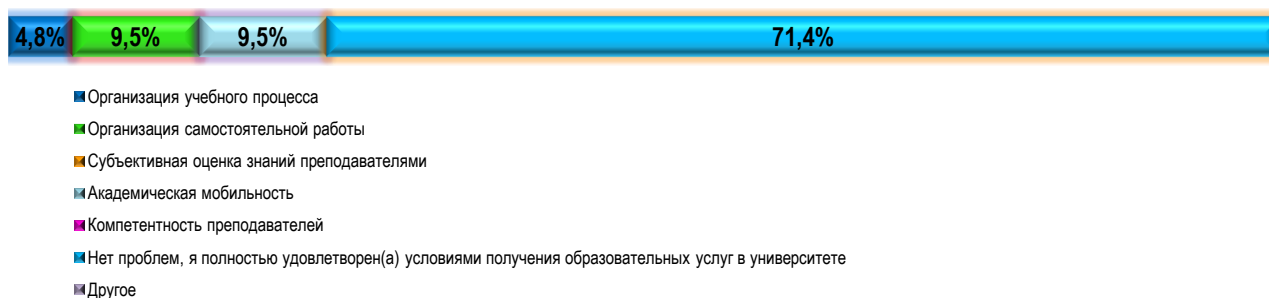 4,8% 9,5% 9,5% 71,4%
Организация учебного процесса
Организация самостоятельной работы
Субъективная оценка знаний преподавателями
Академическая мобильность
Компетентность преподавателей
Нет проблем, я полностью удовлетворен(а) условиями получения образовательных услуг в университете
Другое